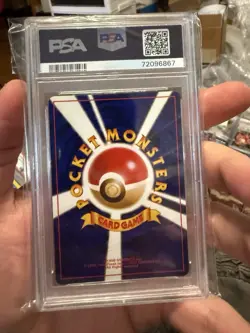 PSA
PSA
72096867
POCKET MONSTERS
CARD GAME